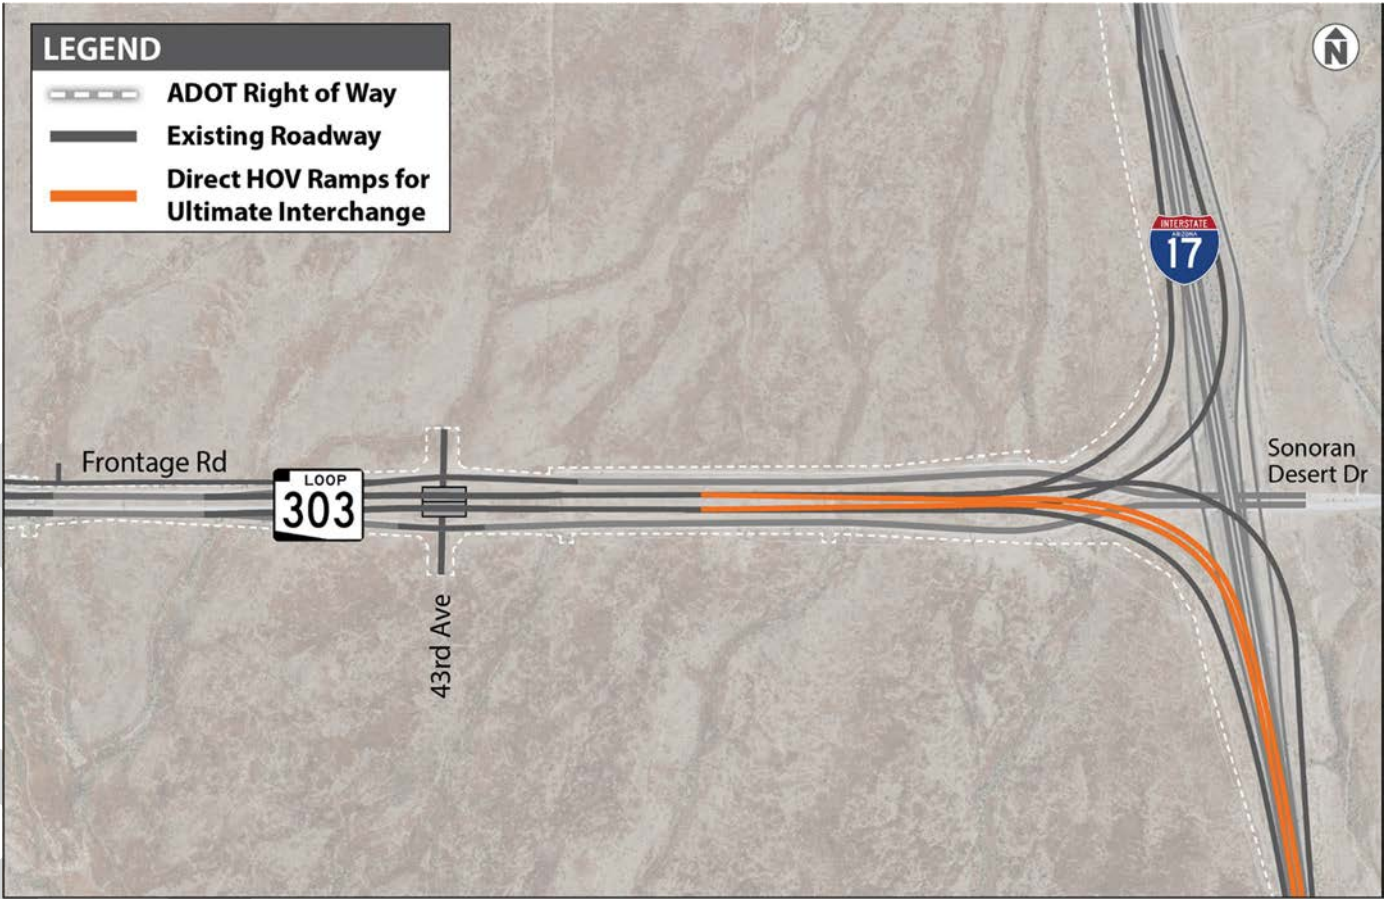 LEGEND
ADOT Right of Way
Existing Roadway
Direct HOV Ramps for
Ultimate Interchange
N
INTERSTATE
ARIZONA
17
Frontage Rd
LOOP
303
43rd Ave
Sonoran
Desert Dr